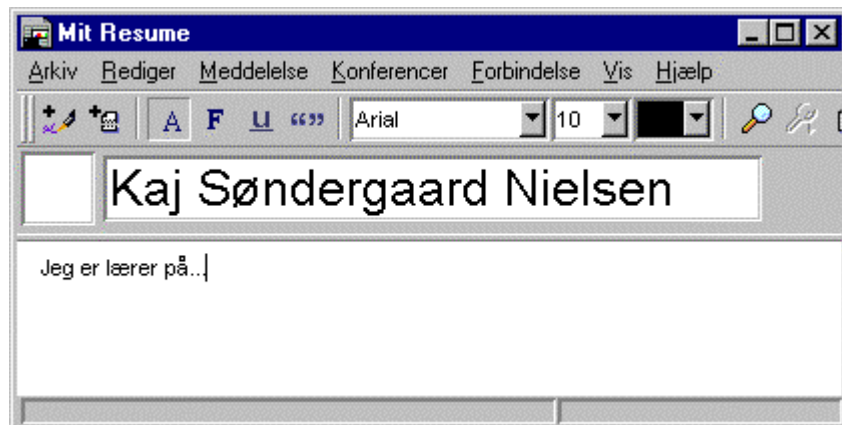 Mit Resume
Arkiv Rediger Meddelelse Konferencer Forbindelse Vis Hjælp
A F U “” Arial 10
Kaj Søndergaard Nielsen
Jeg er lærer på...